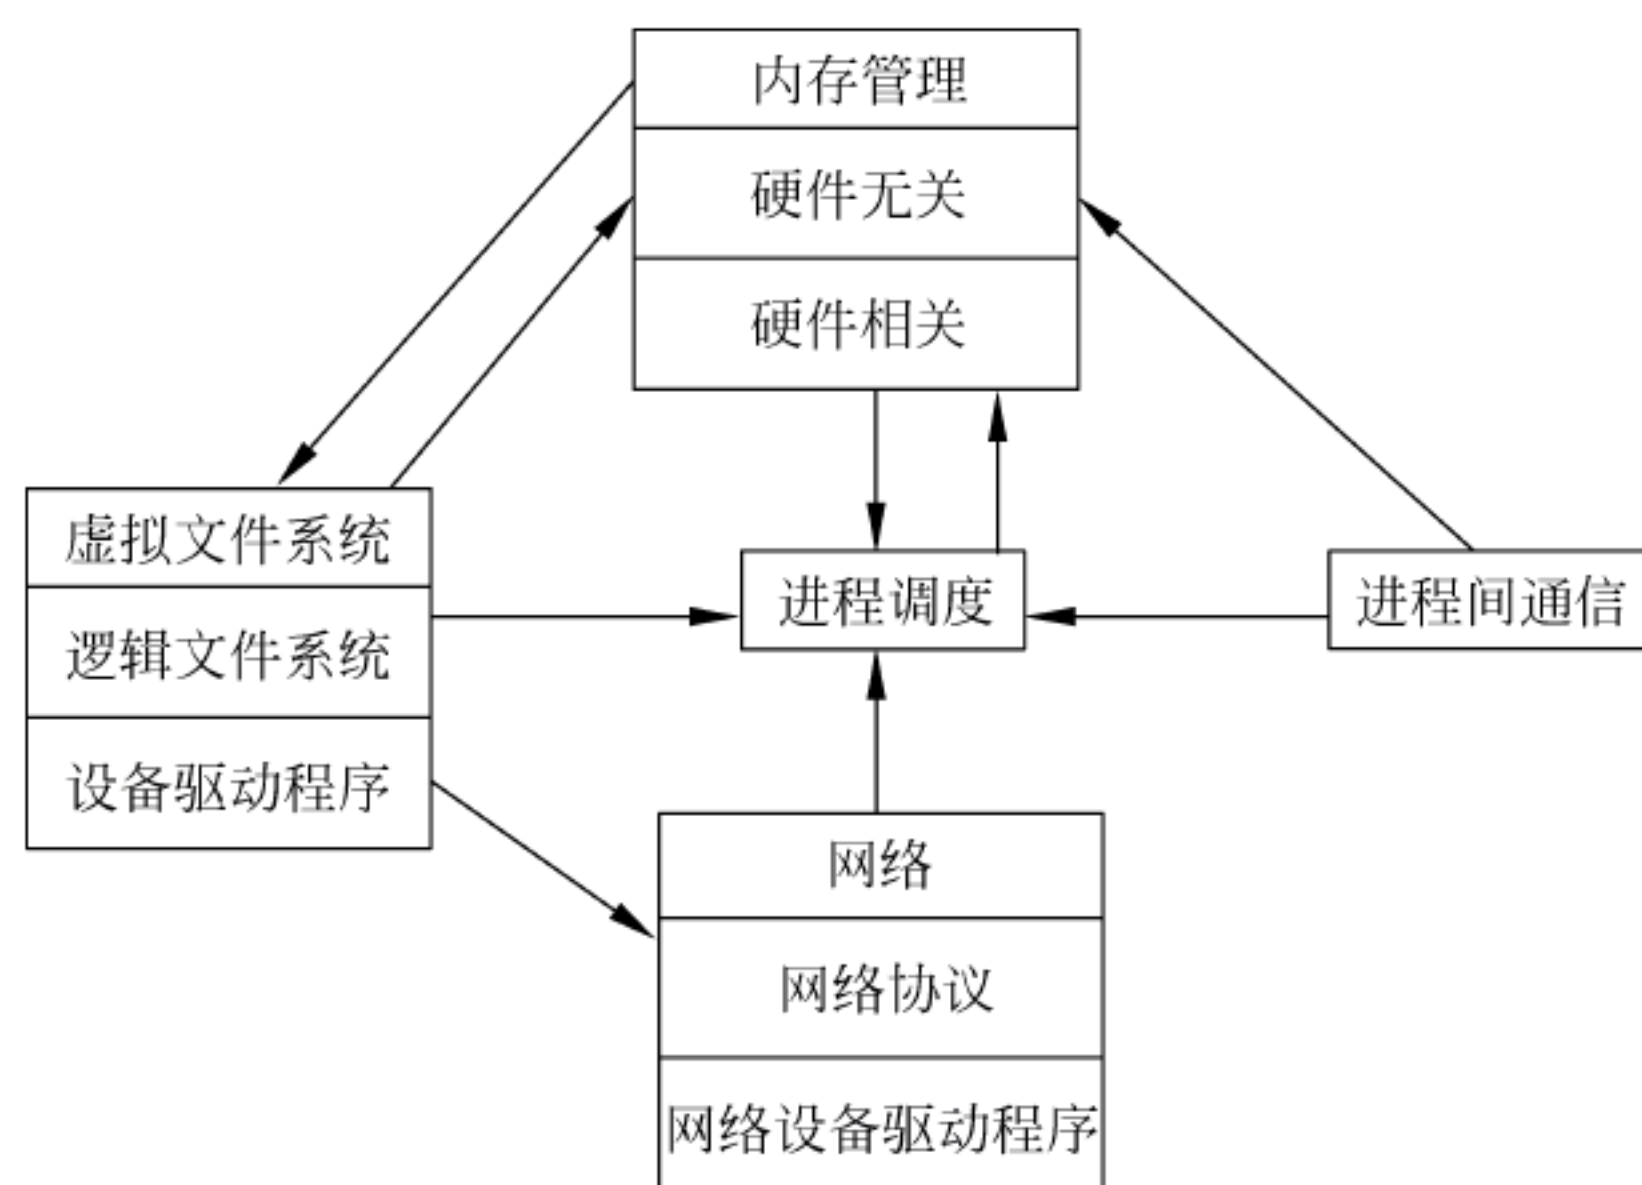 内存管理
硬件无关
硬件相关
虚拟文件系统
逻辑文件系统
设备驱动程序
进程调度
进程间通信
网络
网络协议
网络设备驱动程序